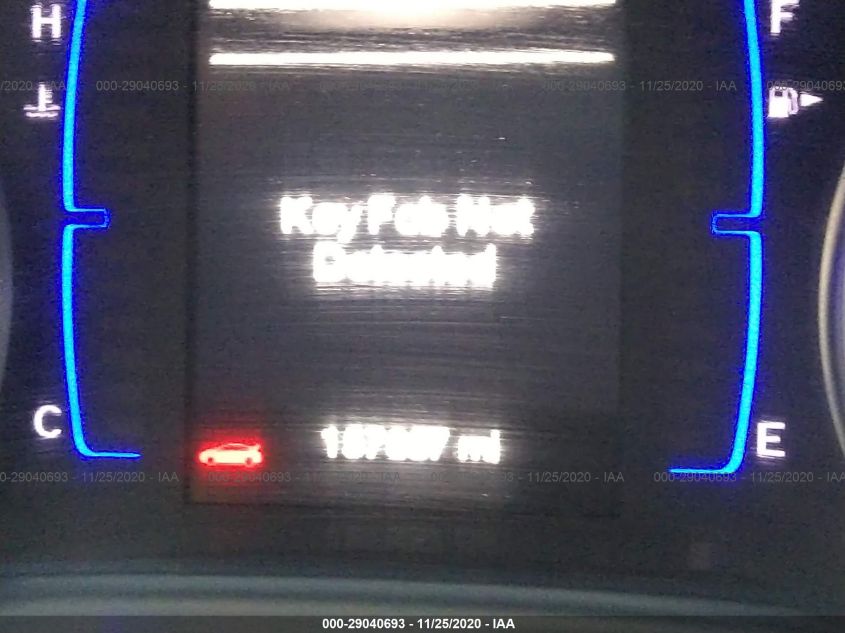 H
F
000-29040693 - 11/25/2020 - IAA
Key Fob Not
Detected
C
E
mi
000-29040693 - 11/25/2020 - IAA
000-29040693 - 11/25/2020 - IAA